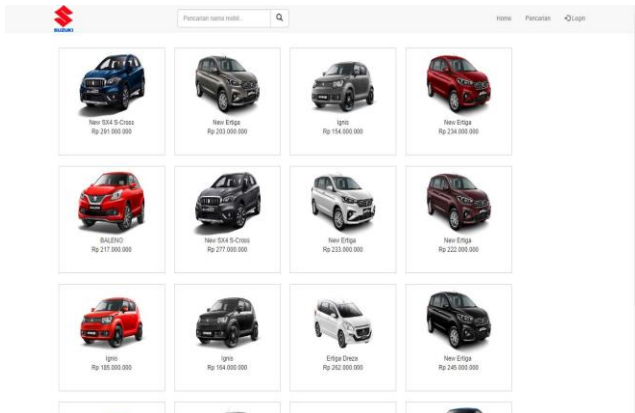 SUZUKI
Pencarian nama mobil..
Home Pencarian Login
New SX4 S-Cross
Rp 291.000.000
New Ertiga
Rp 203.000.000
Ignis
Rp 154.000.000
New Ertiga
Rp 234.000.000
BALENO
Rp 217.000.000
New SX4 S-Cross
Rp 277.000.000
New Ertiga
Rp 233.000.000
New Ertiga
Rp 222.000.000
Ignis
Rp 185.000.000
Ignis
Rp 164.000.000
Ertiga Dreza
Rp 262.000.000
New Ertiga
Rp 245.000.000